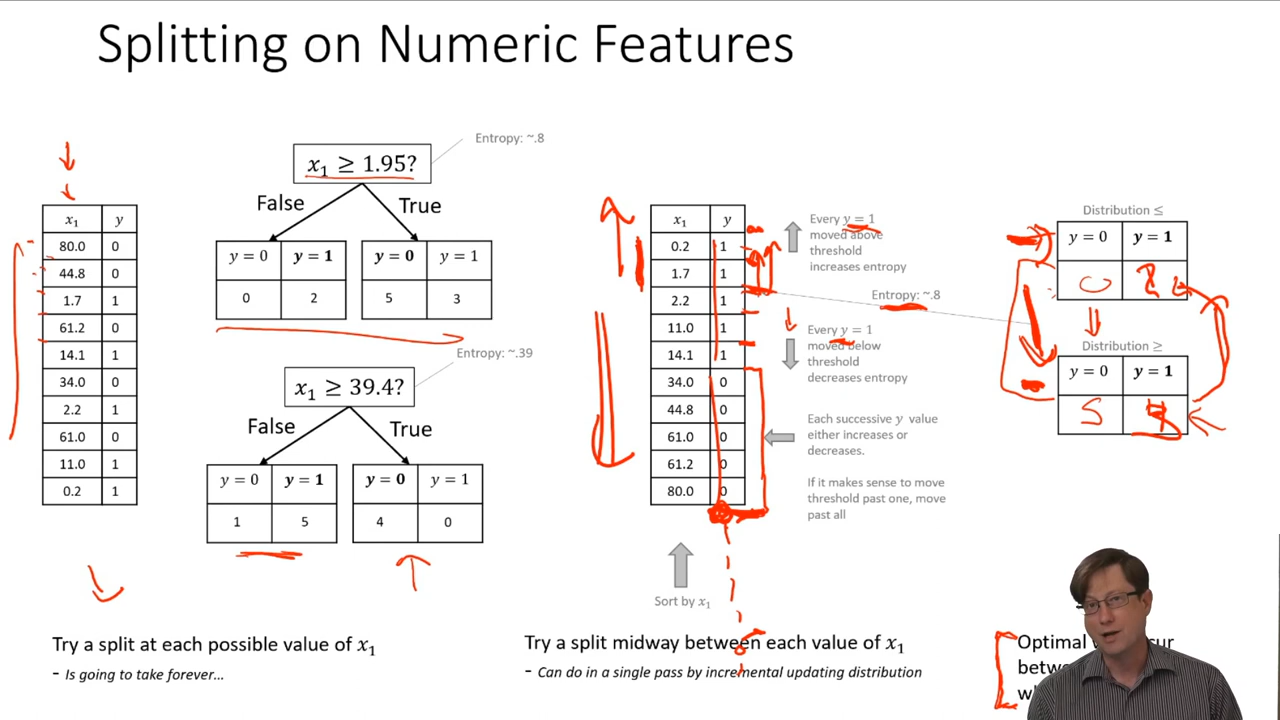 Splitting on Numeric Features
x₁ y
80.0 0
44.8 0
1.7 1
61.2 0
14.1 1
34.0 0
2.2 1
61.0 0
11.0 1
0.2 1
Try a split at each possible value of x₁
- Is going to take forever...
Entropy: ~.8
x₁ ≥ 1.95?
False True
y = 0 y = 1 y = 0 y = 1
0 2 5 3
Entropy: ~.39
x₁ ≥ 39.4?
False True
y = 0 y = 1 y = 0 y = 1
1 5 4 0
x₁ y
0.2 1
1.7 1
2.2 1
11.0 1
14.1 1
34.0 0
44.8 0
61.0 0
61.2 0
80.0 0
Sort by x₁
Every y = 1
moved above
threshold
increases entropy
Entropy: ~.8
Every y = 1
moved below
threshold
decreases entropy
Each successive y value
either increases or
decreases.
If it makes sense to move
threshold past one, move
past all
Try a split midway between each value of x₁
- Can do in a single pass by incremental updating distribution
Distribution ≤
y = 0 y = 1
0 2
Distribution ≥
y = 0 y = 1
5
Optimal